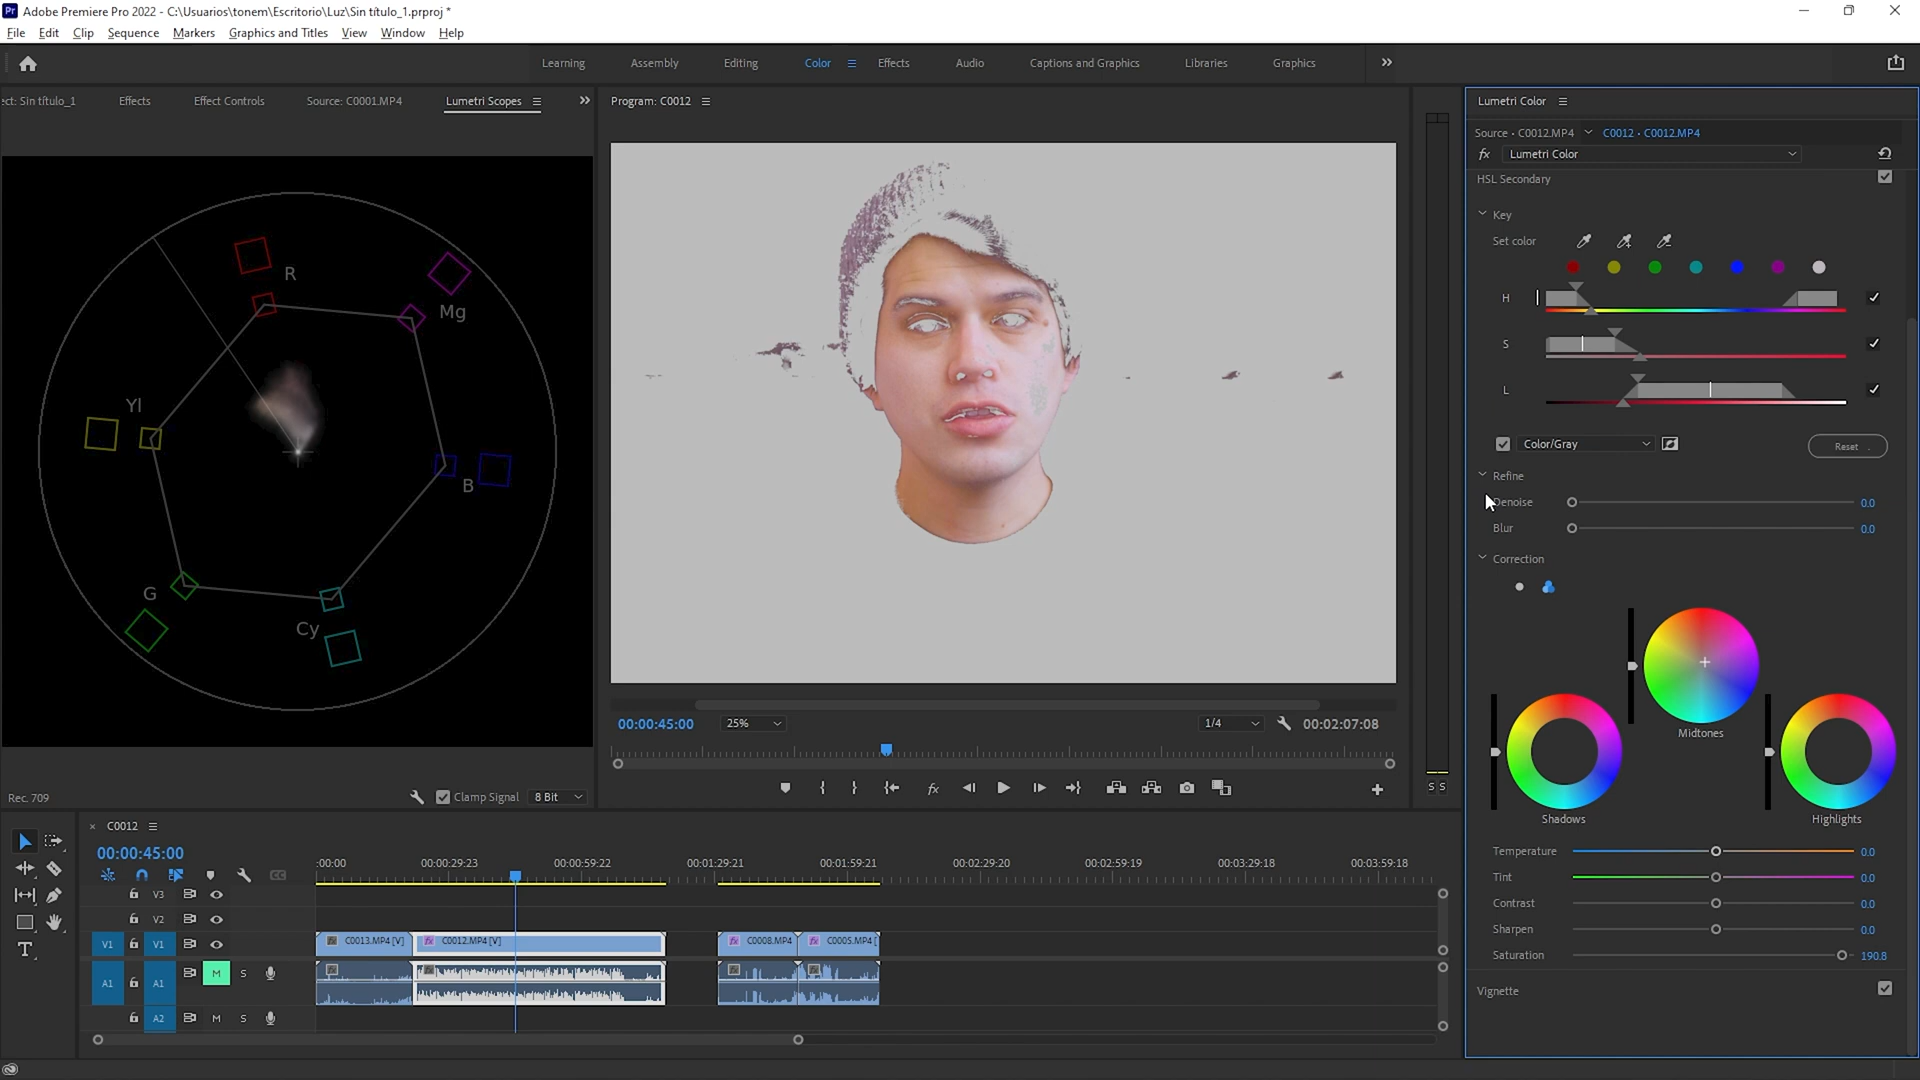 Adobe Premiere Pro 2022 - C:\Usuarios\tonem\Escritorio\Luz\Sin título_1.prproj *
File Edit Clip Sequence Markers Graphics and Titles View Window Help
Learning Assembly Editing Color Effects Audio Captions and Graphics Libraries Graphics
ect: Sin título_1 Effects Effect Controls Source: C0001.MP4 Lumetri Scopes
Program: C0012
Lumetri Color
Source • C0012.MP4 C0012 • C0012.MP4
fx Lumetri Color
HSL Secondary
Key
Set color
H
S
L
Color/Gray Reset
Refine
Denoise 0.0
Blur 0.0
Correction
Midtones
Shadows
Highlights
Temperature 0.0
Tint 0.0
Contrast 0.0
Sharpen 0.0
Saturation 190.8
Vignette
R
Mg
Yl
B
G
Cy
Rec. 709 Clamp Signal 8 Bit
00:00:45:00 25% 1/4 00:02:07:08
S S
C0012
00:00:45:00
:00:00 00:00:29:23 00:00:59:22 00:01:29:21 00:01:59:21 00:02:29:20 00:02:59:19 00:03:29:18 00:03:59:18
V3
V2
V1 V1 C0013.MP4 [V] C0012.MP4 [V] C0008.MP4 C0005.MP4 [
A1 A1 M S
A2 M S